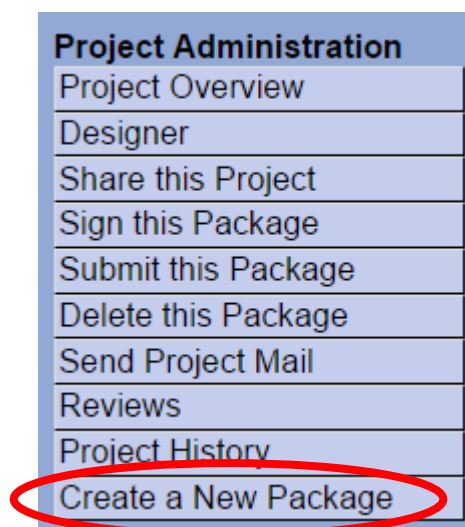 Project Administration
Project Overview
Designer
Share this Project
Sign this Package
Submit this Package
Delete this Package
Send Project Mail
Reviews
Project History
Create a New Package